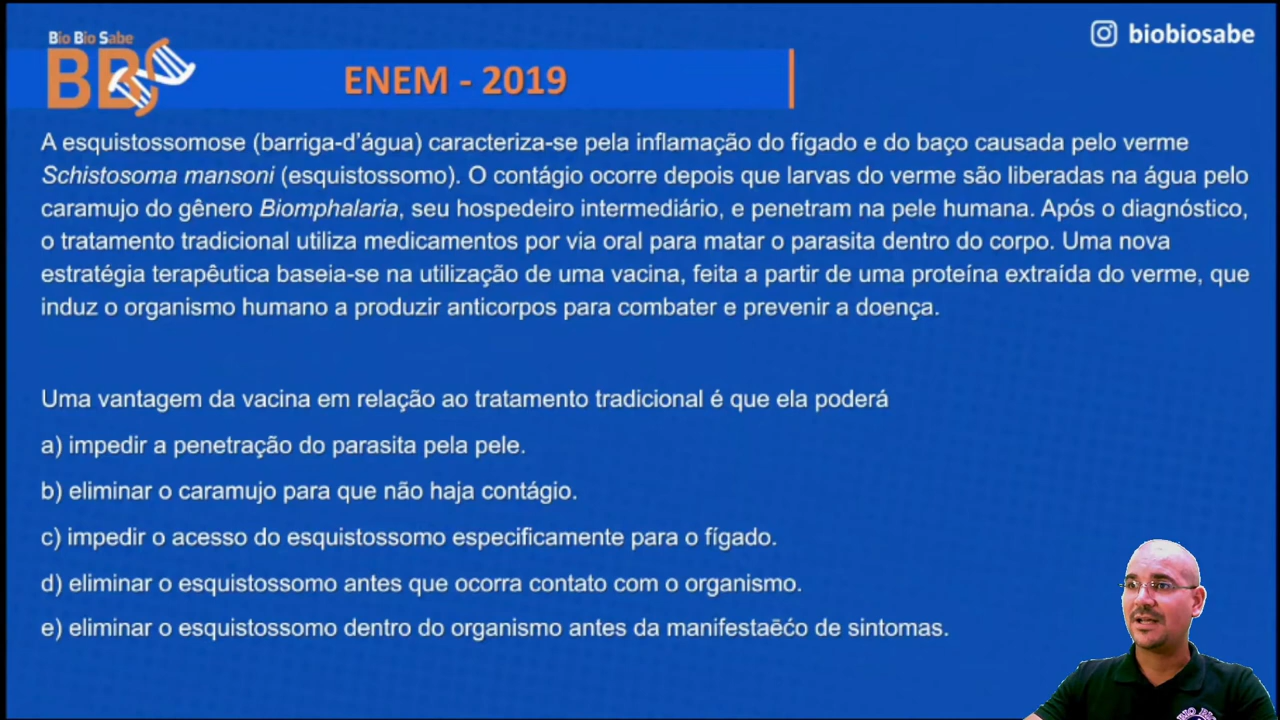 Bio Bio Sabe
BBS
biobiosabe
ENEM - 2019
A esquistossomose (barriga-d’água) caracteriza-se pela inflamação do fígado e do baço causada pelo verme
Schistosoma mansoni (esquistossomo). O contágio ocorre depois que larvas do verme são liberadas na água pelo
caramujo do gênero Biomphalaria, seu hospedeiro intermediário, e penetram na pele humana. Após o diagnóstico,
o tratamento tradicional utiliza medicamentos por via oral para matar o parasita dentro do corpo. Uma nova
estratégia terapêutica baseia-se na utilização de uma vacina, feita a partir de uma proteína extraída do verme, que
induz o organismo humano a produzir anticorpos para combater e prevenir a doença.
Uma vantagem da vacina em relação ao tratamento tradicional é que ela poderá
a) impedir a penetração do parasita pela pele.
b) eliminar o caramujo para que não haja contágio.
c) impedir o acesso do esquistossomo especificamente para o fígado.
d) eliminar o esquistossomo antes que ocorra contato com o organismo.
e) eliminar o esquistossomo dentro do organismo antes da manifestaēćo de sintomas.